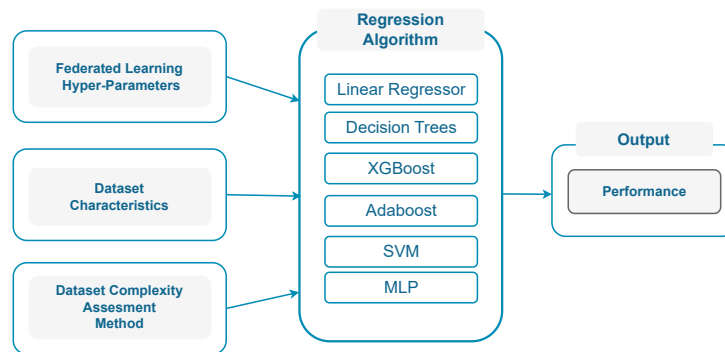 Federated Learning
Hyper-Parameters
Dataset
Characteristics
Dataset Complexity
Assesment
Method
Regression
Algorithm
Linear Regressor
Decision Trees
XGBoost
Adaboost
SVM
MLP
Output
Performance